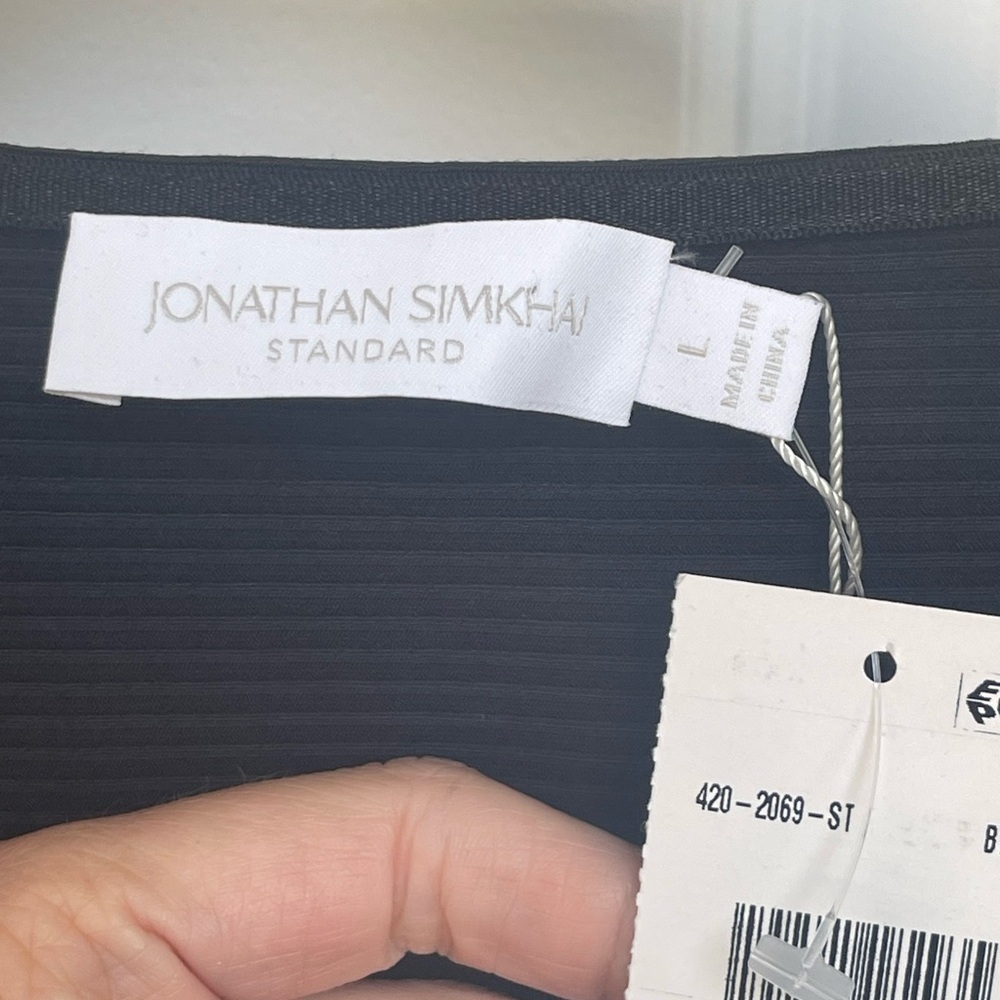 JONATHAN SIMKHAI
STANDARD
L
MADE IN
CHINA
420-2069-ST
B